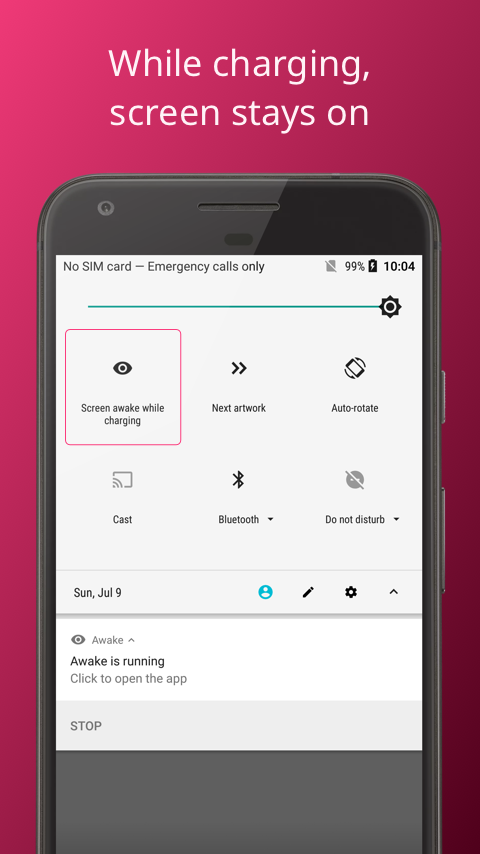 While charging,
screen stays on
No SIM card — Emergency calls only 99% 10:04
Screen awake while
charging
Next artwork
Auto-rotate
Cast
Bluetooth
Do not disturb
Sun, Jul 9
Awake
Awake is running
Click to open the app
STOP